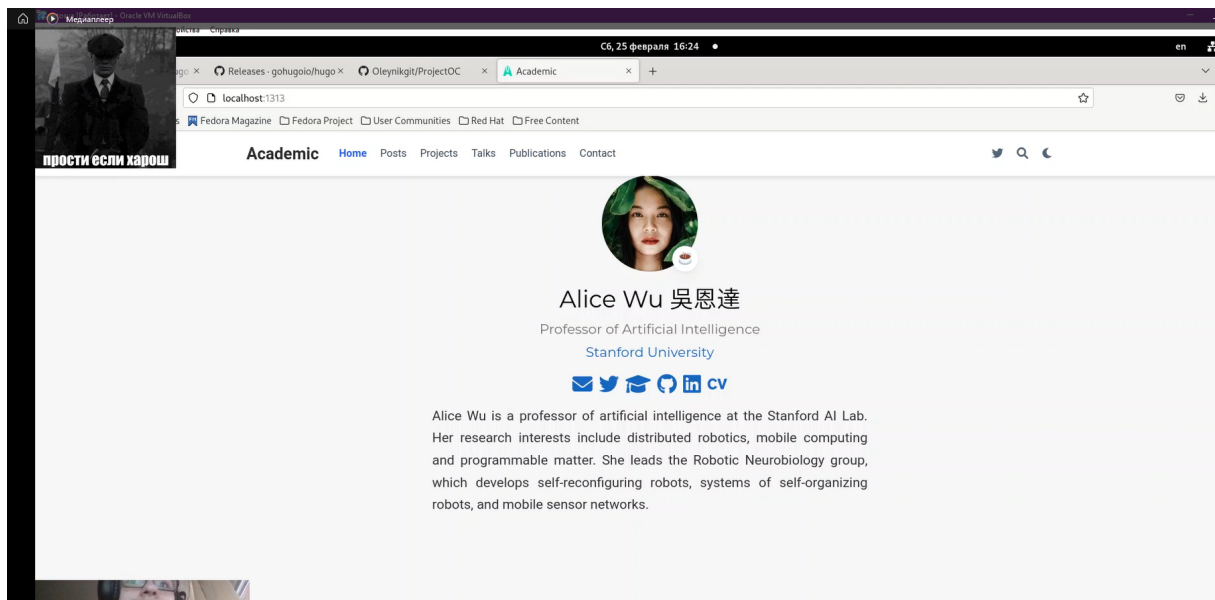 Медиаплеер
Oracle VM VirtualBox
Справка
Сб, 25 февраля 16:24
en
Releases · gohugoio/hugo
Oleynikgit/ProjectOC
Academic
localhost:1313
Fedora Magazine Fedora Project User Communities Red Hat Free Content
прости если харош
Academic Home Posts Projects Talks Publications Contact
Alice Wu 吳恩達
Professor of Artificial Intelligence
Stanford University
CV
Alice Wu is a professor of artificial intelligence at the Stanford AI Lab.
Her research interests include distributed robotics, mobile computing
and programmable matter. She leads the Robotic Neurobiology group,
which develops self-reconfiguring robots, systems of self-organizing
robots, and mobile sensor networks.